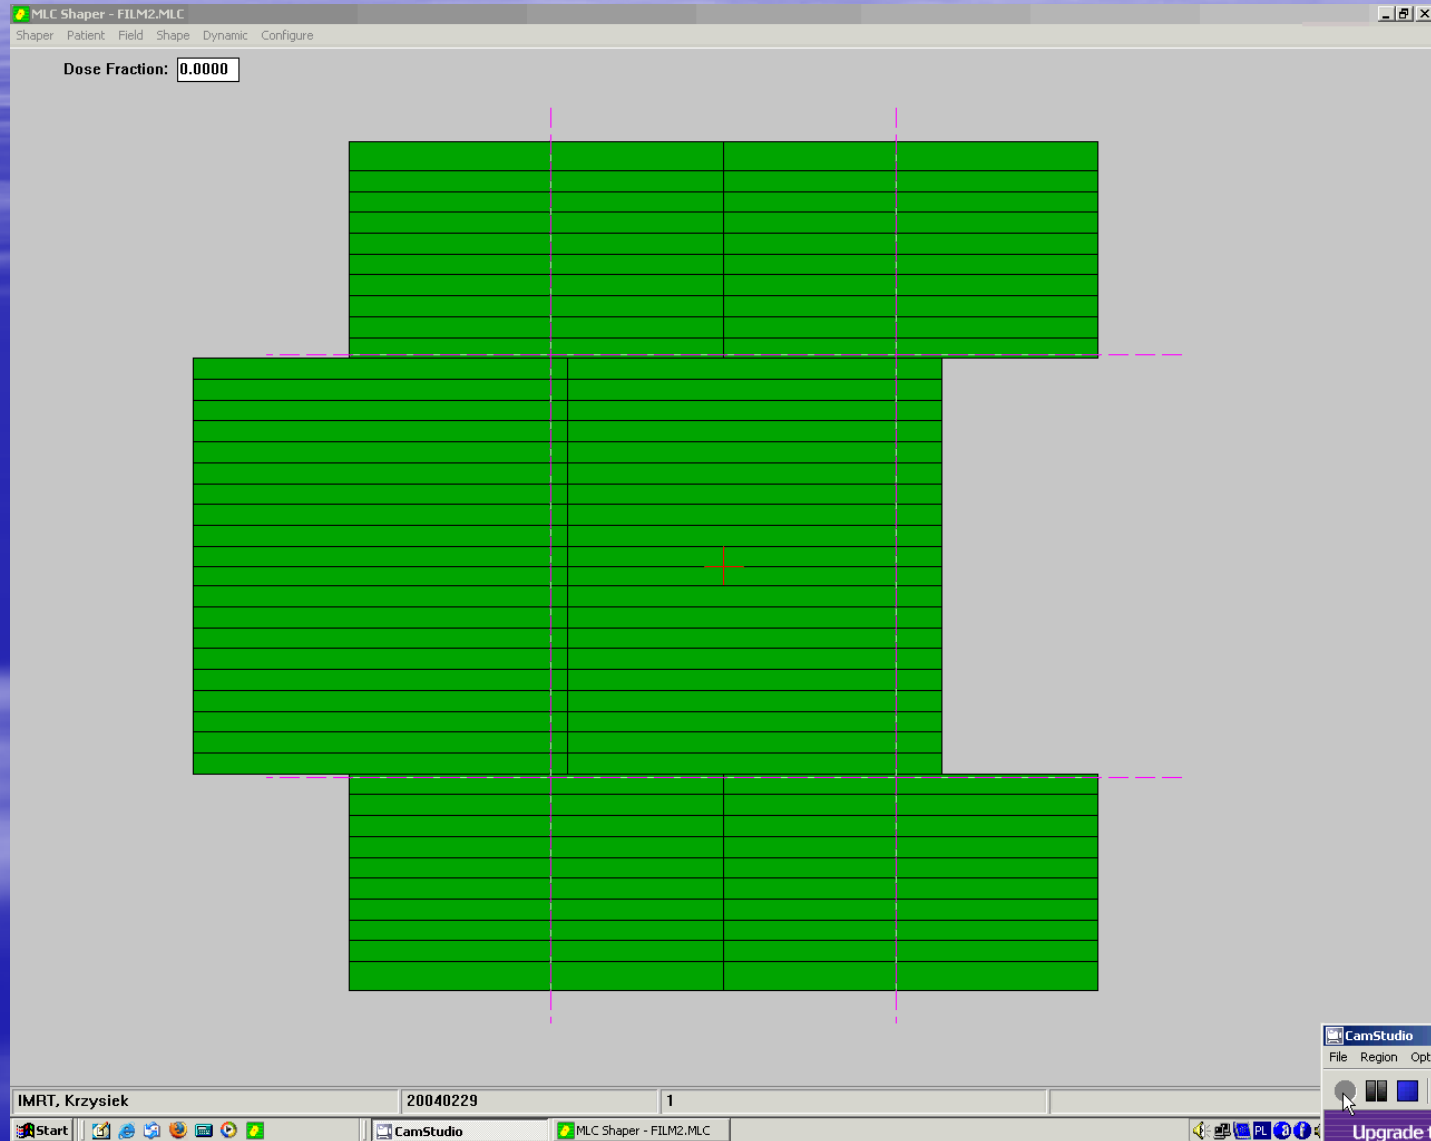 MLC Shaper - FILM2.MLC
Shaper Patient Field Shape Dynamic Configure
Dose Fraction: 0.0000
CamStudio
File Region Opt
IMRT, Krzysiek 20040229 1
Start CamStudio MLC Shaper - FILM2.MLC PL
Upgrade t